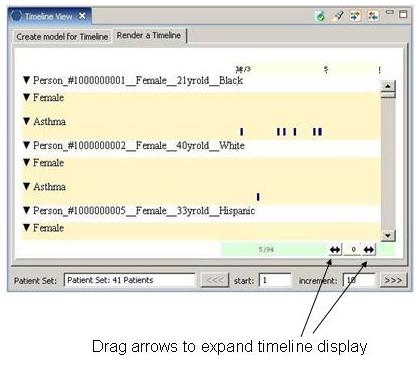 Timeline View
Create model for Timeline Render a Timeline
5
Person_#1000000001__Female__21yrold__Black
Female
Asthma
Person_#1000000002__Female__40yrold__White
Female
Asthma
Person_#1000000005__Female__33yrold__Hispanic
Female
5/94 0
Patient Set: Patient Set: 41 Patients <<< start: 1 increment: 10 >>>
Drag arrows to expand timeline display